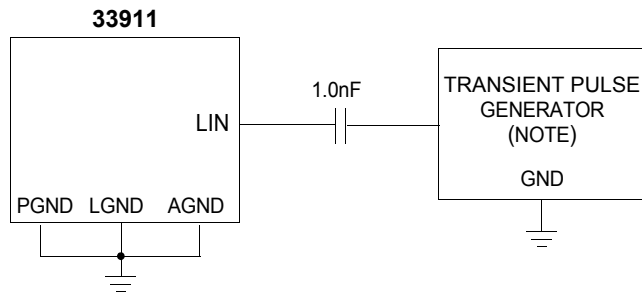 33911
1.0nF
TRANSIENT PULSE
GENERATOR
(NOTE)
LIN
GND
PGND LGND AGND